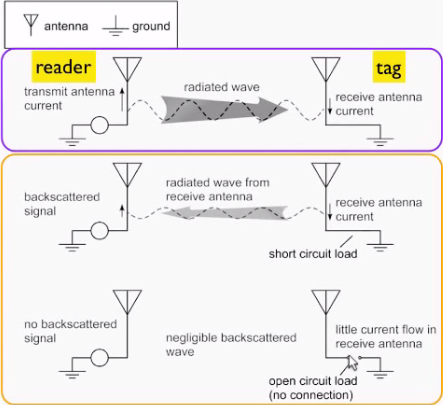 antenna
ground
reader
tag
transmit antenna
current
radiated wave
receive antenna
current
backscattered
signal
radiated wave from
receive antenna
receive antenna
current
short circuit load
no backscattered
signal
negligible backscattered
wave
little current flow in
receive antenna
open circuit load
(no connection)